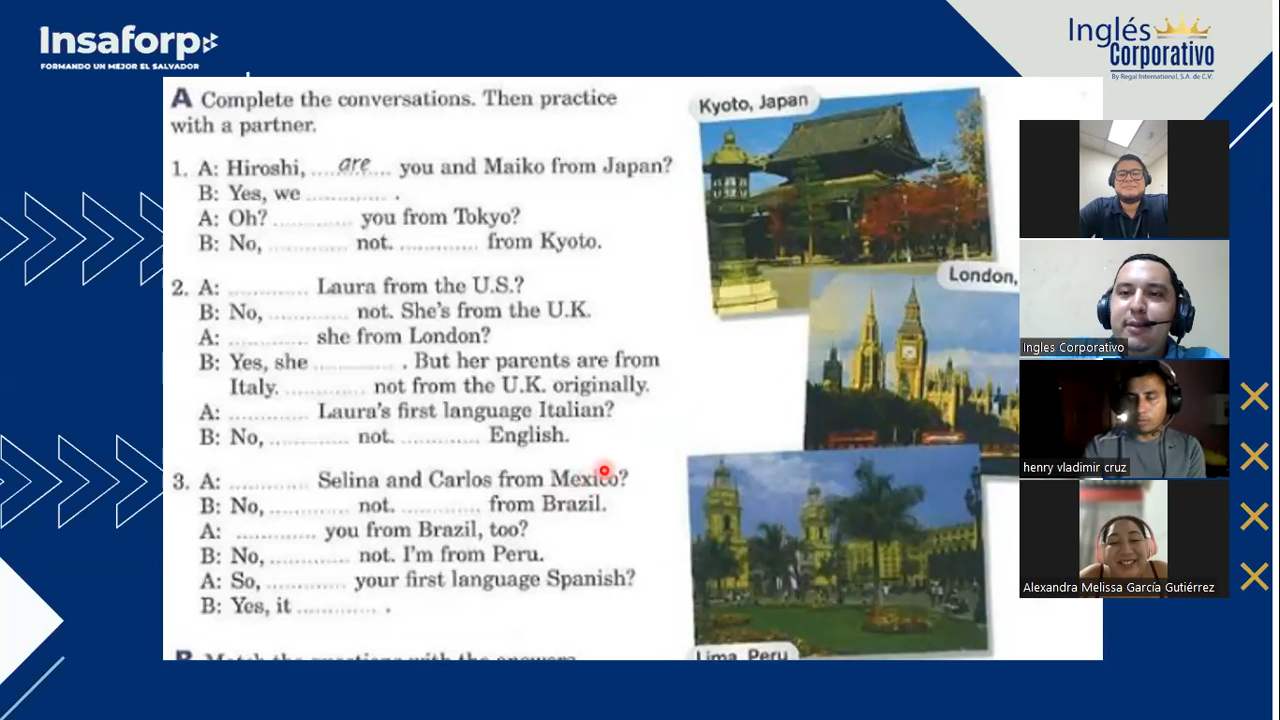 Insaforp
FORMANDO UN MEJOR EL SALVADOR
Inglés
Corporativo
By Regal International, S.A. de C.V.
A Complete the conversations. Then practice
with a partner.
1. A: Hiroshi, ....are.... you and Maiko from Japan?
B: Yes, we ............ .
A: Oh? ............ you from Tokyo?
B: No, ............ not. ............ from Kyoto.
2. A: ............ Laura from the U.S.?
B: No, ............ not. She's from the U.K.
A: ............ she from London?
B: Yes, she ............ . But her parents are from
Italy. ............ not from the U.K. originally.
A: ............ Laura's first language Italian?
B: No, ............ not. ............ English.
3. A: ............ Selina and Carlos from Mexico?
B: No, ............ not. ............ from Brazil.
A: ............ you from Brazil, too?
B: No, ............ not. I'm from Peru.
A: So, ............ your first language Spanish?
B: Yes, it ............ .
Kyoto, Japan
London,
Lima, Peru
Ingles Corporativo
henry vladimir cruz
Alexandra Melissa García Gutiérrez